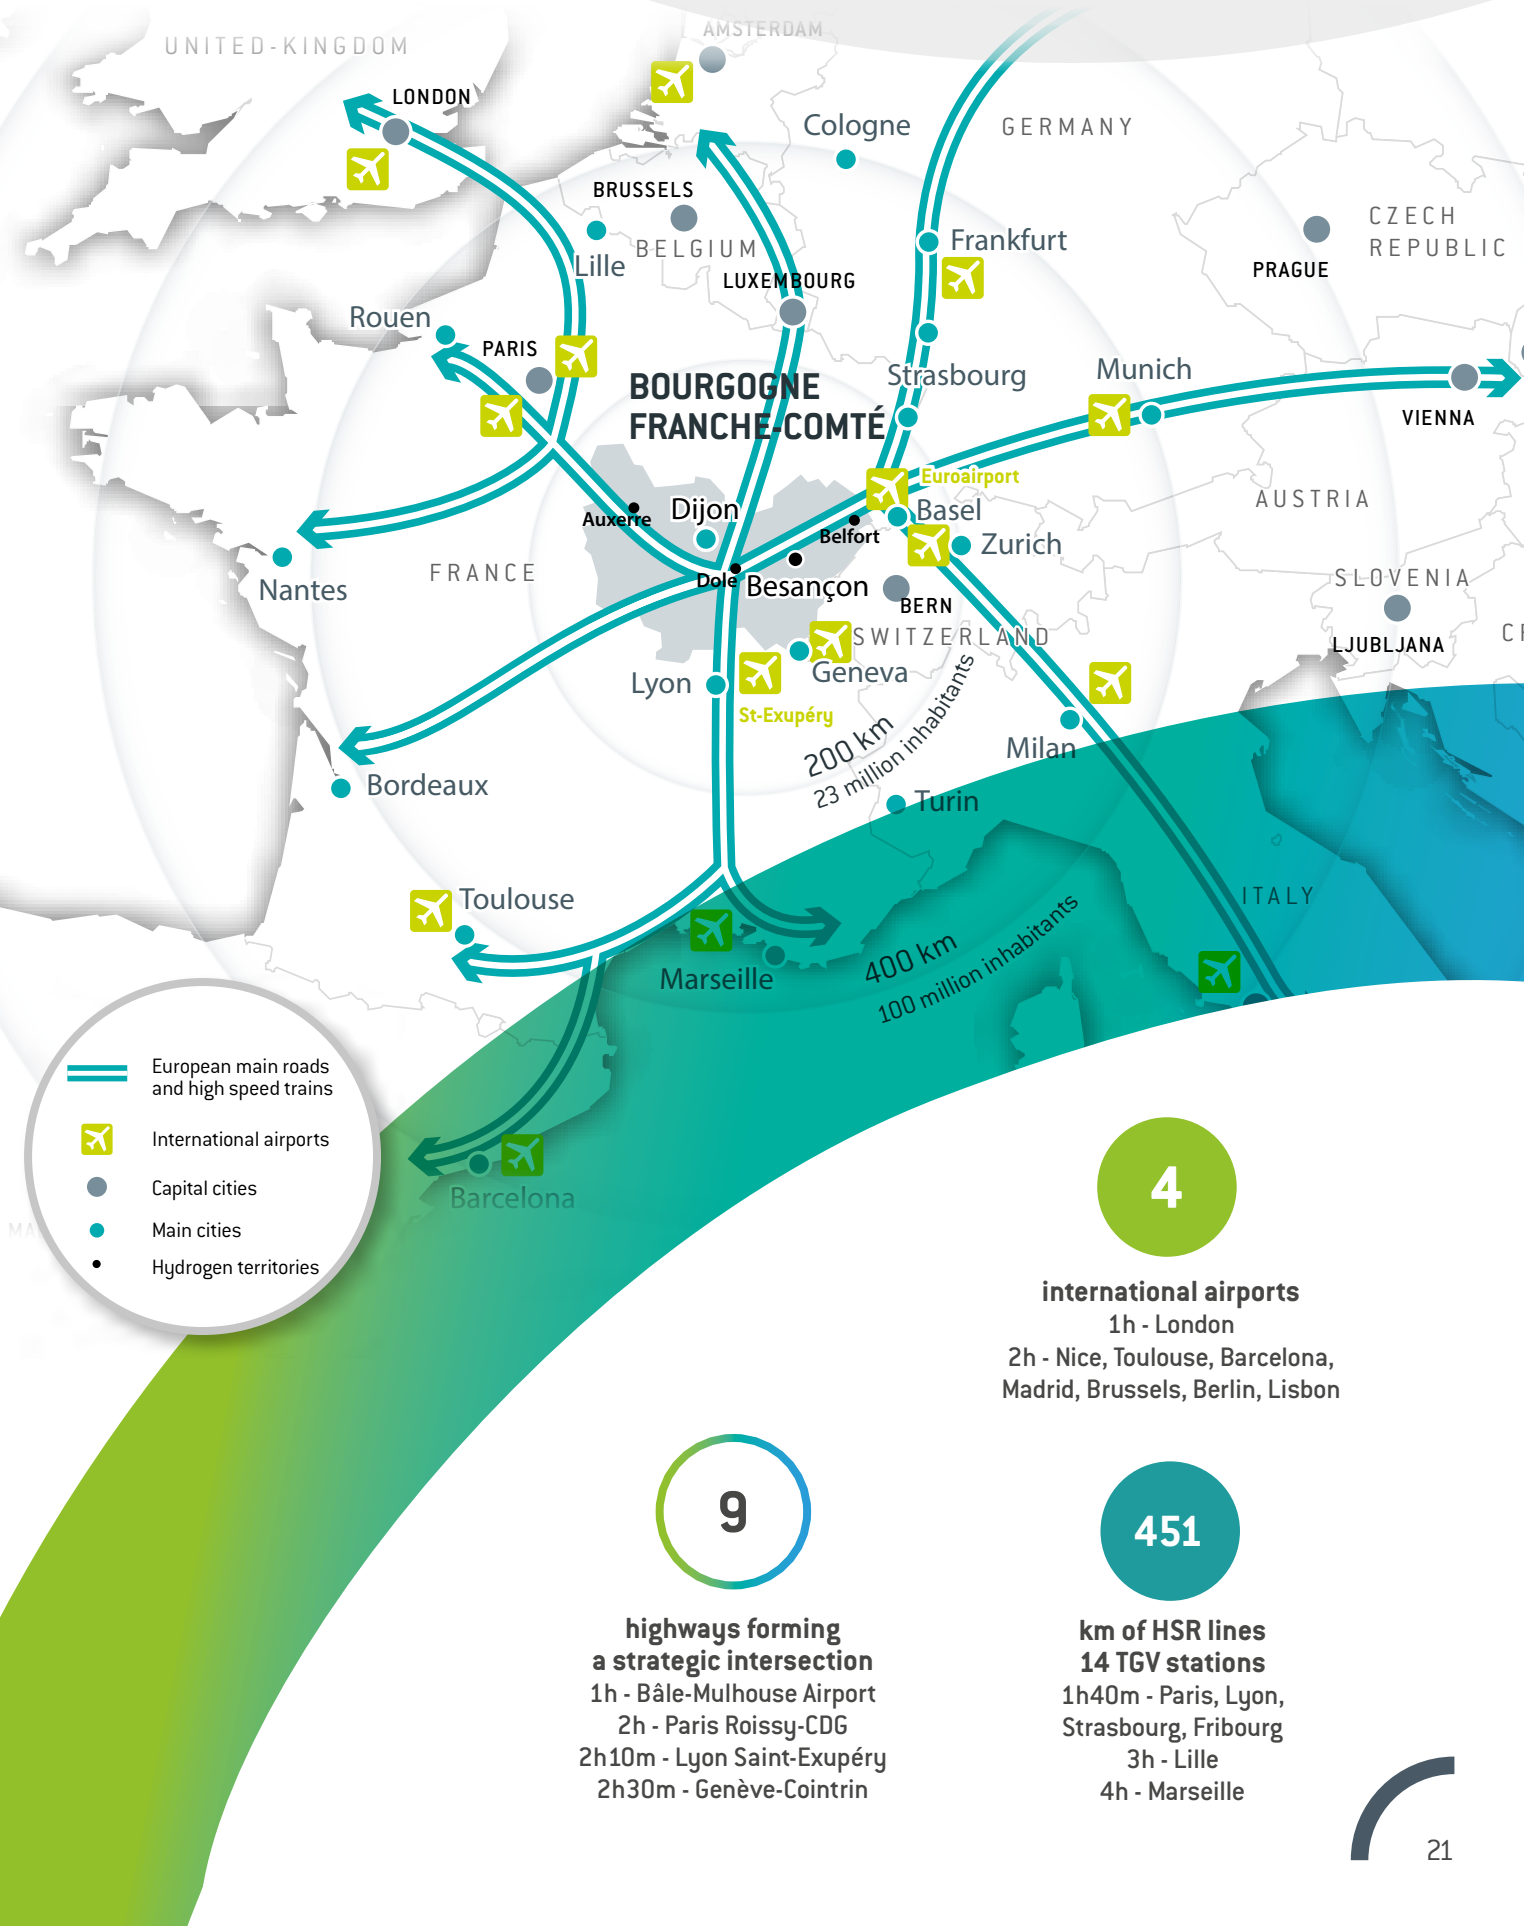 AMSTERDAM
UNITED-KINGDOM
LONDON
Cologne
GERMANY
BRUSSELS
BELGIUM
Lille
LUXEMBOURG
Frankfurt
CZECH
REPUBLIC
PRAGUE
Rouen
PARIS
BOURGOGNE
FRANCHE-COMTÉ
Strasbourg
Munich
VIENNA
Euroairport
AUSTRIA
Auxerre
Dijon
Basel
Belfort
Zurich
FRANCE
Nantes
Dole
Besançon
BERN
SLOVENIA
LJUBLJANA
SWITZERLAND
Geneva
Lyon
St-Exupéry
200 km
23 million inhabitants
Milan
Bordeaux
Turin
Toulouse
ITALY
Marseille
400 km
100 million inhabitants
Barcelona
European main roads
and high speed trains
International airports
Capital cities
Main cities
Hydrogen territories
4
international airports
1h - London
2h - Nice, Toulouse, Barcelona,
Madrid, Brussels, Berlin, Lisbon
9
highways forming
a strategic intersection
1h - Bâle-Mulhouse Airport
2h - Paris Roissy-CDG
2h10m - Lyon Saint-Exupéry
2h30m - Genève-Cointrin
451
km of HSR lines
14 TGV stations
1h40m - Paris, Lyon,
Strasbourg, Fribourg
3h - Lille
4h - Marseille
21